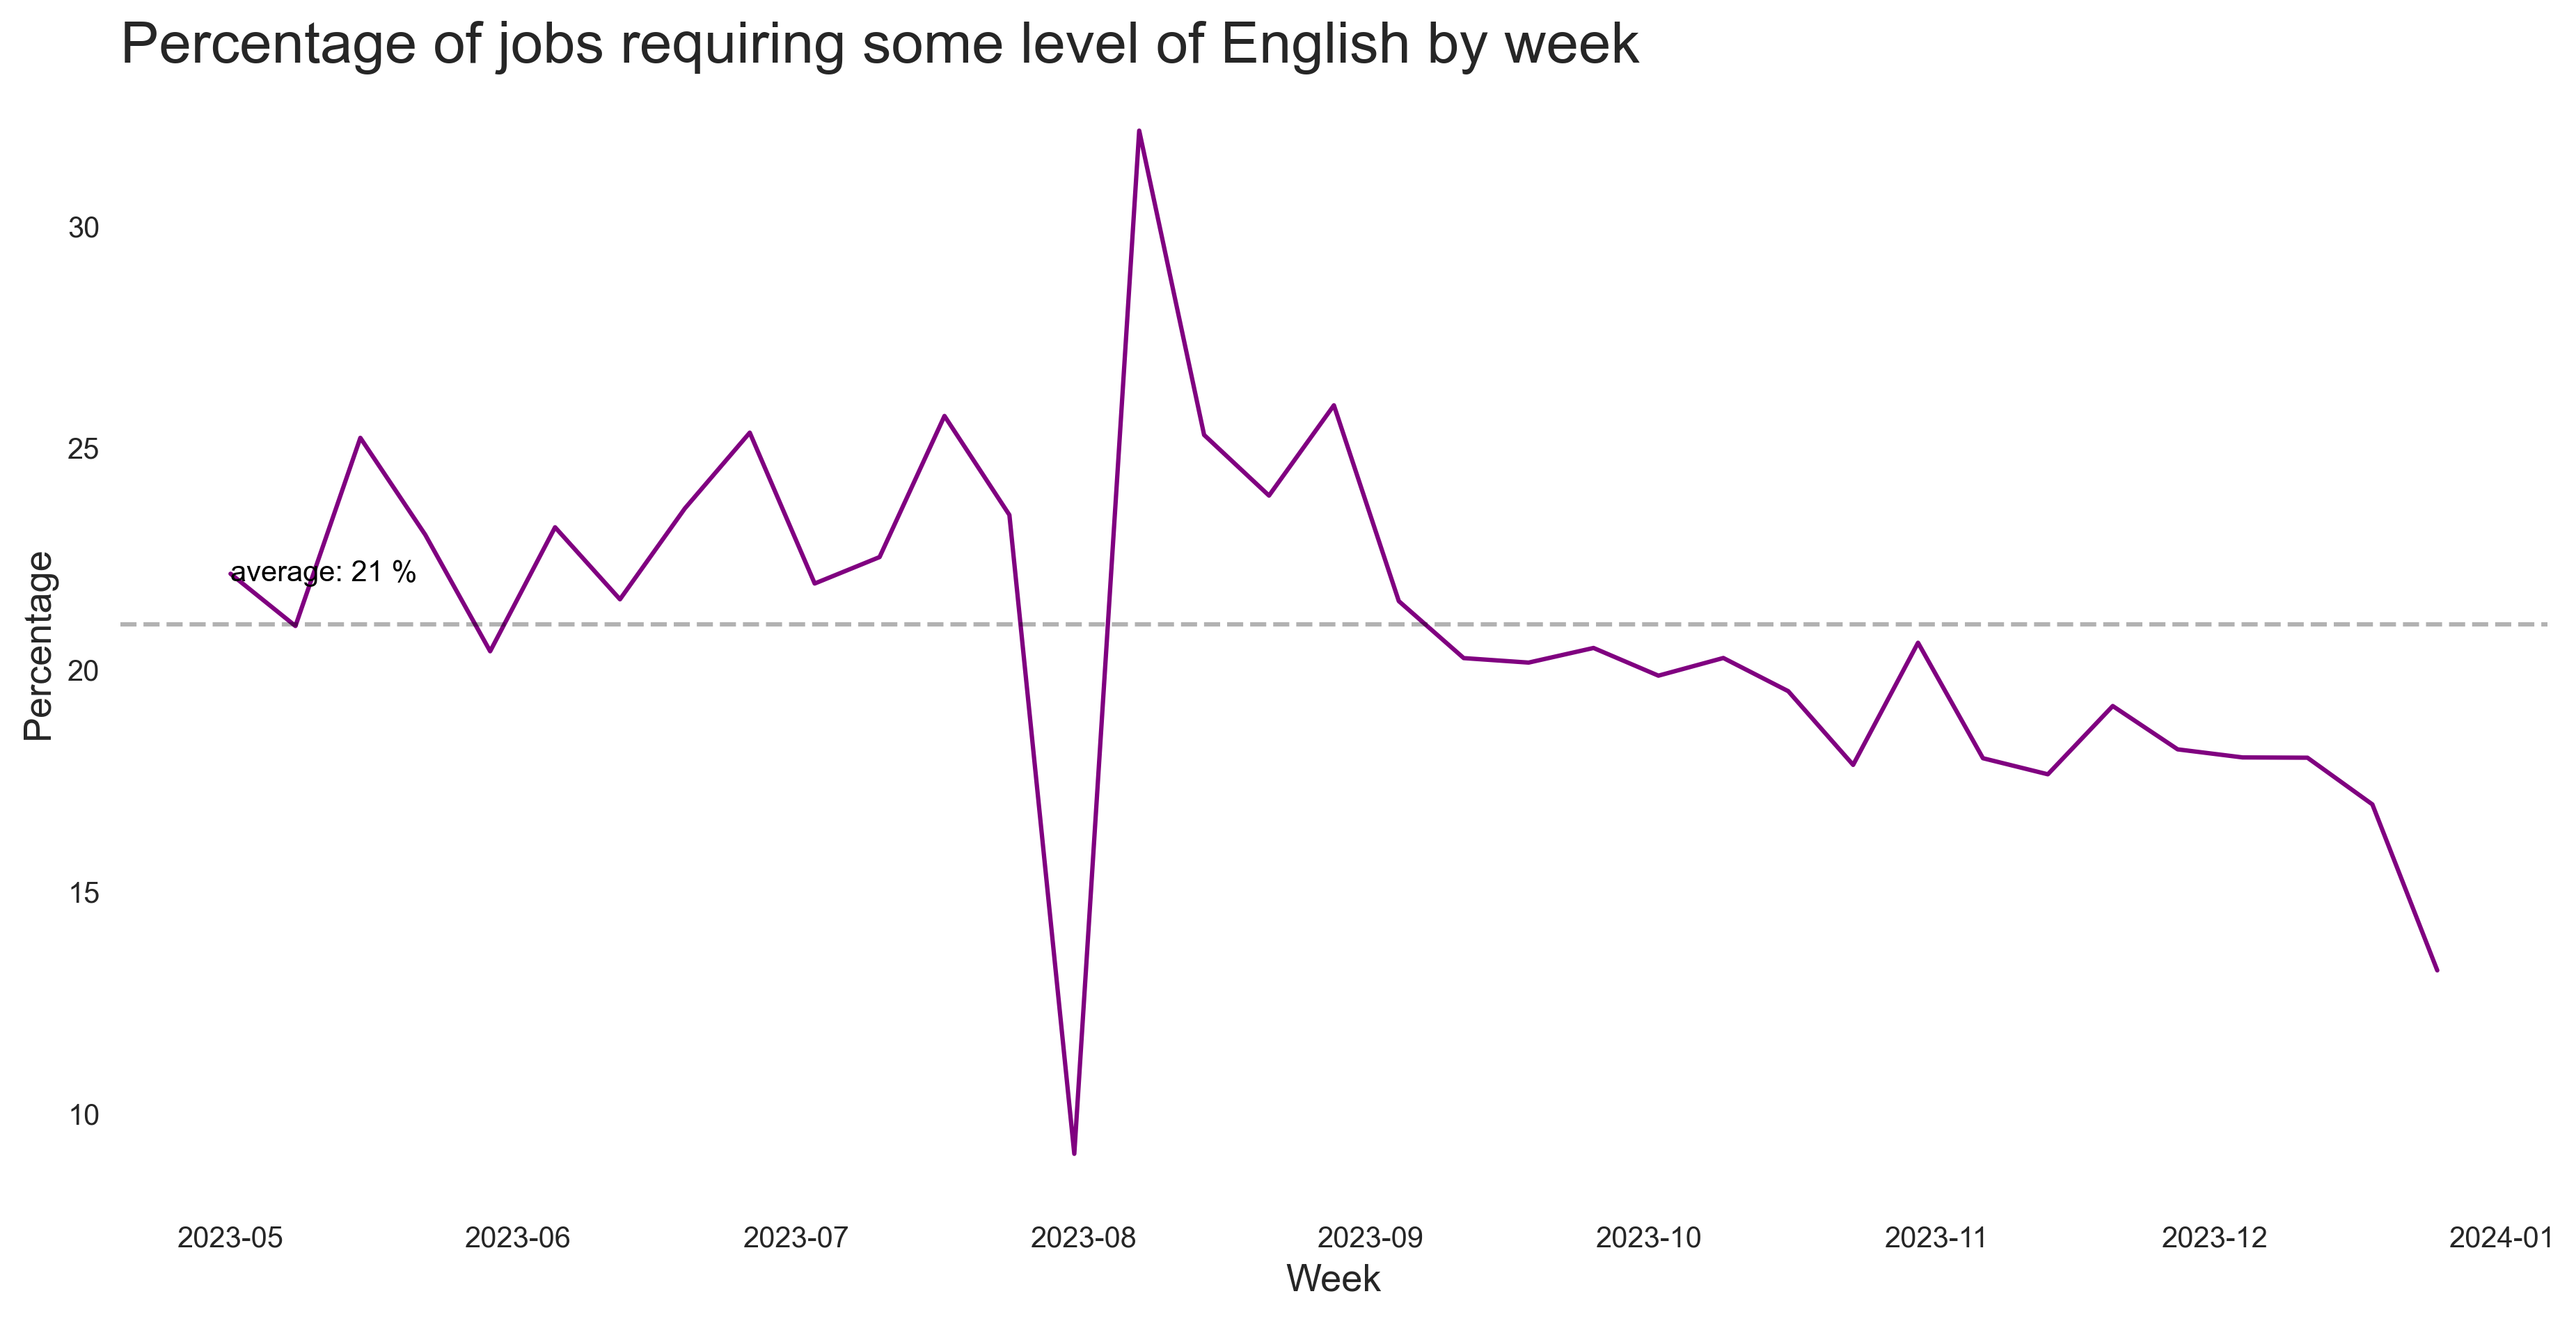 Percentage of jobs requiring some level of English by week
30
25
average: 21 %
20
15
10
Percentage
2023-05 2023-06 2023-07 2023-08 2023-09 2023-10 2023-11 2023-12 2024-01
Week